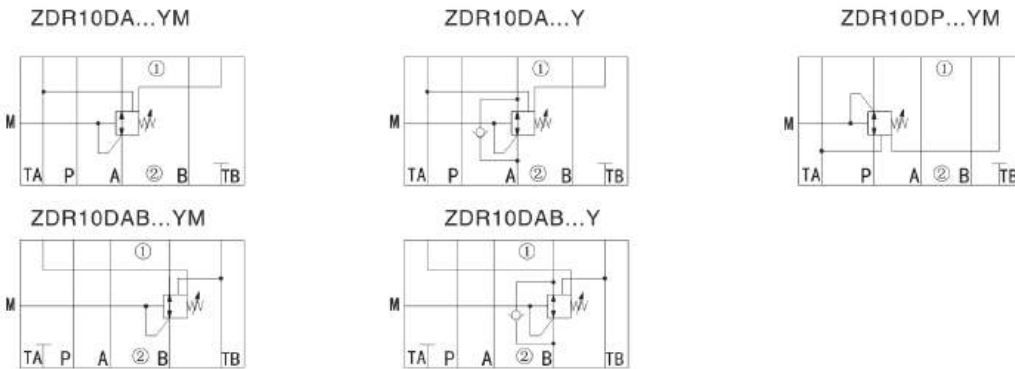 ZDR10DA...YM ZDR10DA...Y ZDR10DP...YM
① ① ①
M M M
TA P A ② B TB TA P A ② B TB TA P A ② B TB
ZDR10DAB...YM ZDR10DAB...Y
① ①
M M
TA P A ② B TB TA P A ② B TB